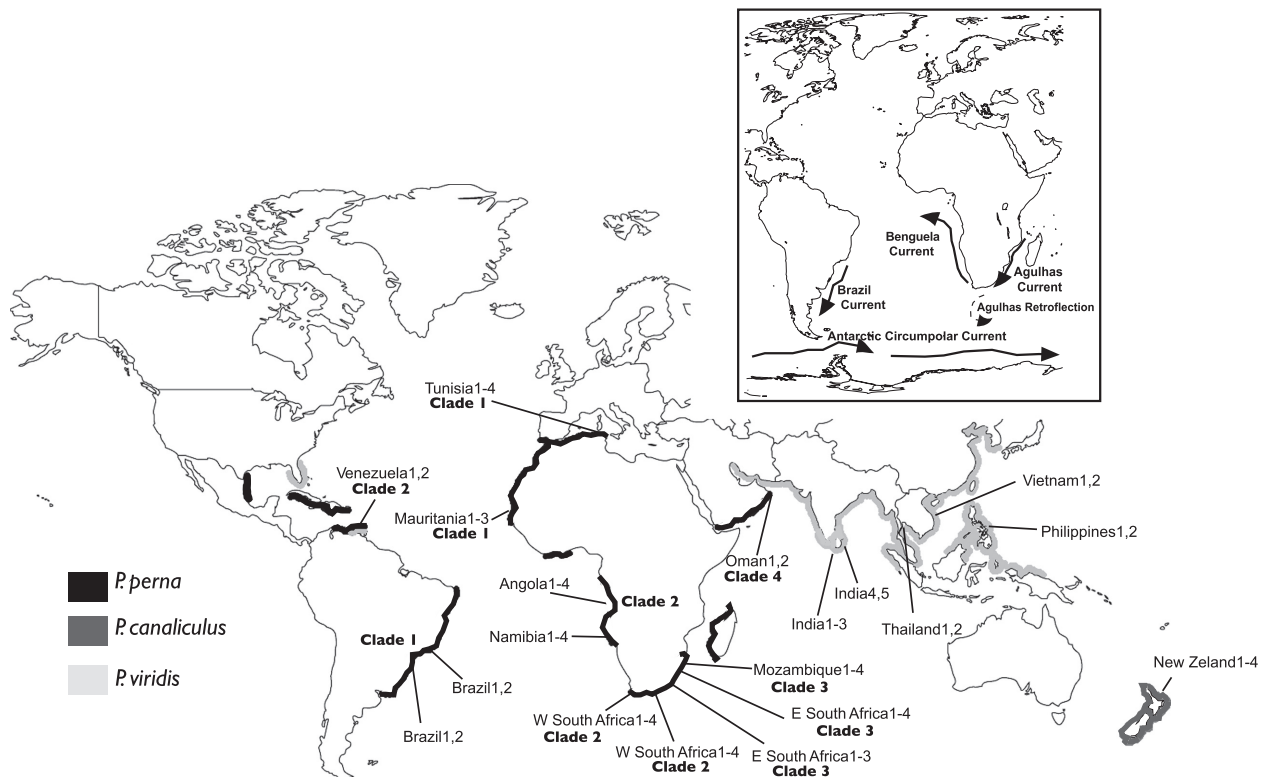 Benguela
Current
Agulhas
Current
Brazil
Current
Agulhas Retroflection
Antarctic Circumpolar Current
Tunisia1-4
Clade 1
Venezuela1,2
Clade 2
Mauritania1-3
Clade 1
Vietnam1,2
Philippines1,2
Oman1,2
Clade 4
Angola1-4
Clade 2
India4,5
India1-3
Thailand1,2
Namibia1-4
P. perna
P. canaliculus
P. viridis
Clade 1
Brazil1,2
Brazil1,2
Mozambique1-4
Clade 3
New Zeland1-4
W South Africa1-4
Clade 2
E South Africa1-4
Clade 3
W South Africa1-4
Clade 2
E South Africa1-3
Clade 3